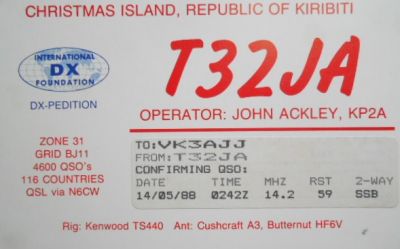 CHRISTMAS ISLAND, REPUBLIC OF KIRIBITI
INTERNATIONAL
DX
FOUNDATION
DX-PEDITION
T32JA
OPERATOR: JOHN ACKLEY, KP2A
ZONE 31
GRID BJ11
4600 QSO's
116 COUNTRIES
QSL via N6CW
TO:VK3AJJ
FROM:T32JA
CONFIRMING QSO:
DATE TIME MHZ RST 2-WAY
14/05/88 0242Z 14.2 59 SSB
Rig: Kenwood TS440 Ant: Cushcraft A3, Butternut HF6V